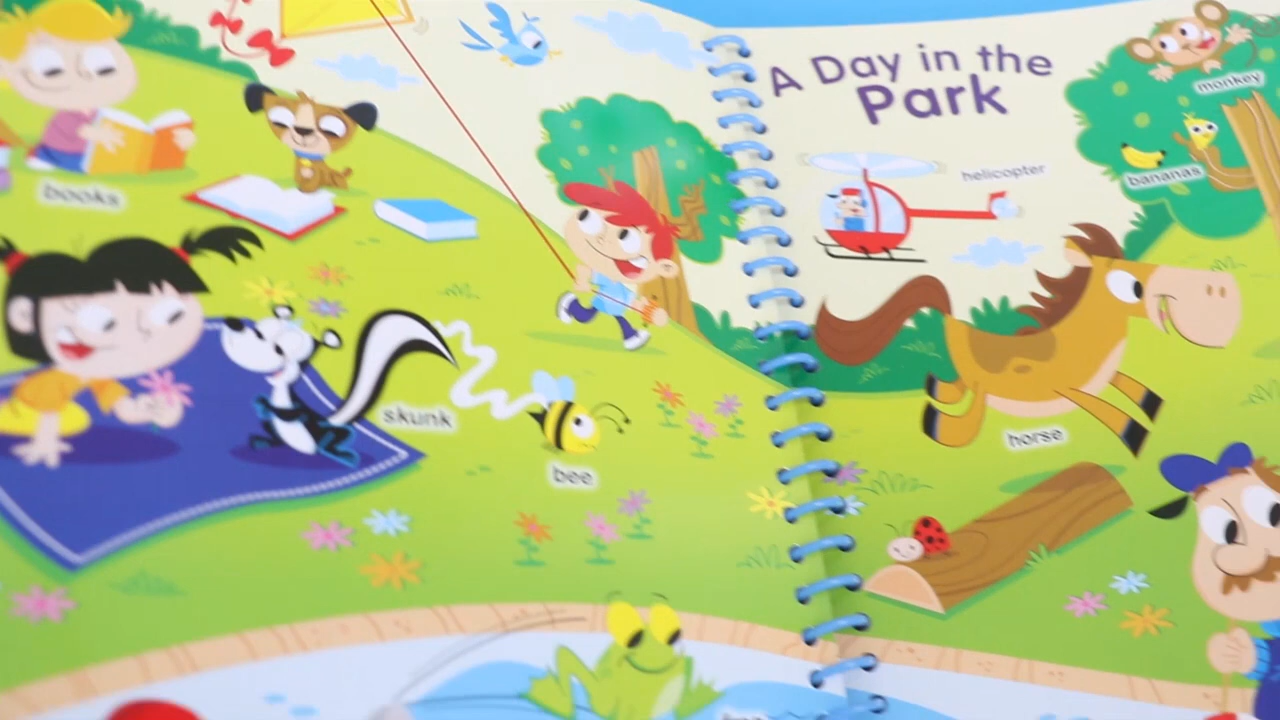 A Day in the
Park
monkey
helicopter
bananas
books
skunk
horse
bee